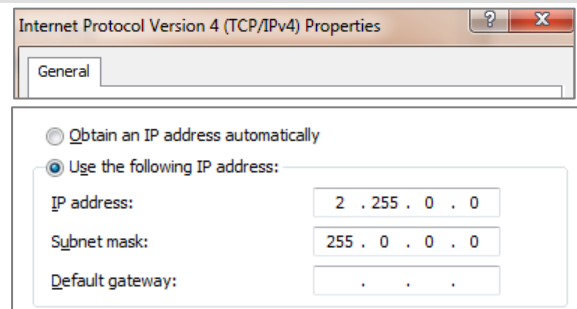 Internet Protocol Version 4 (TCP/IPv4) Properties ? X
General
Obtain an IP address automatically
Use the following IP address:
IP address: 2 . 255 . 0 . 0
Subnet mask: 255 . 0 . 0 . 0
Default gateway: . . .